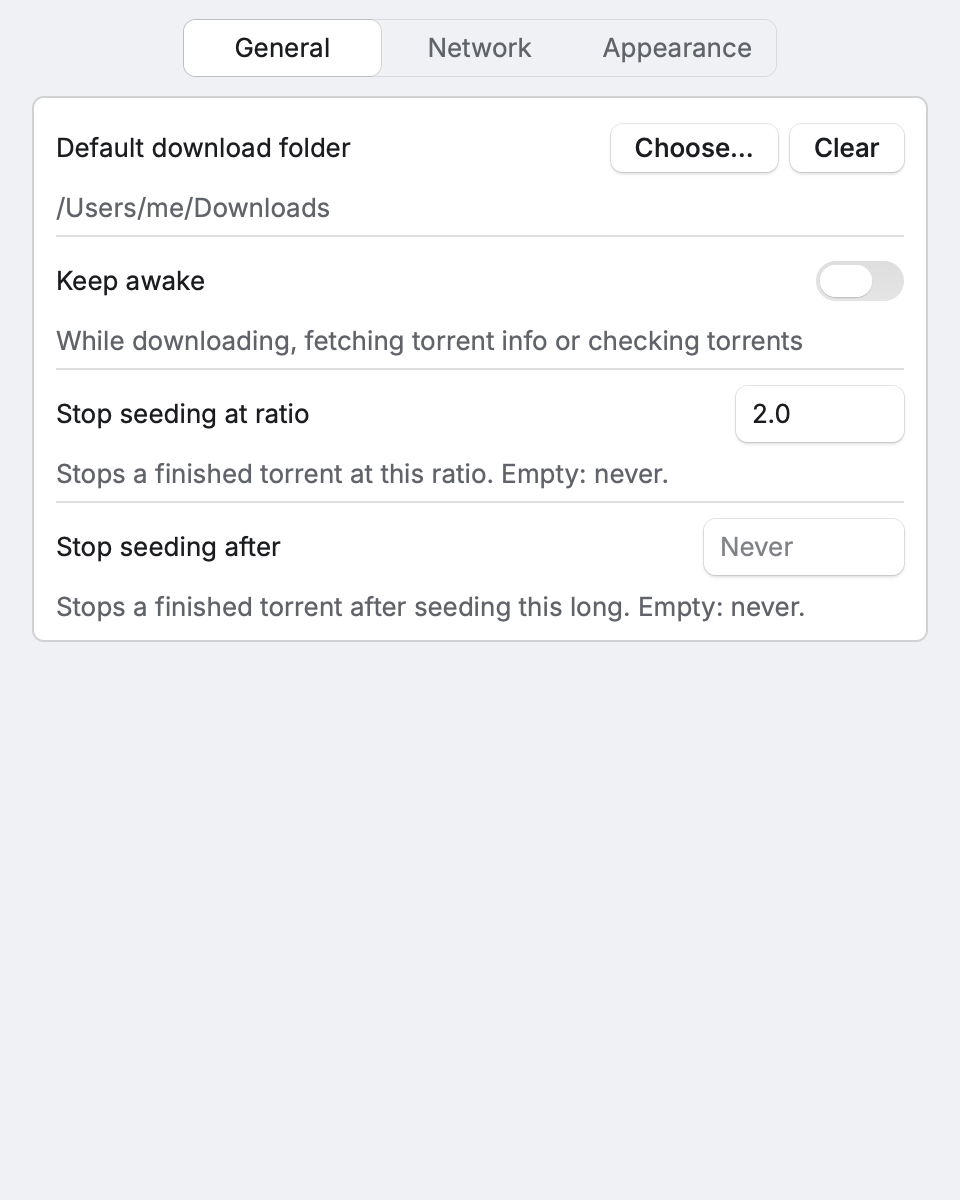 General Network Appearance
Default download folder Choose... Clear
/Users/me/Downloads
Keep awake
While downloading, fetching torrent info or checking torrents
Stop seeding at ratio 2.0
Stops a finished torrent at this ratio. Empty: never.
Stop seeding after Never
Stops a finished torrent after seeding this long. Empty: never.